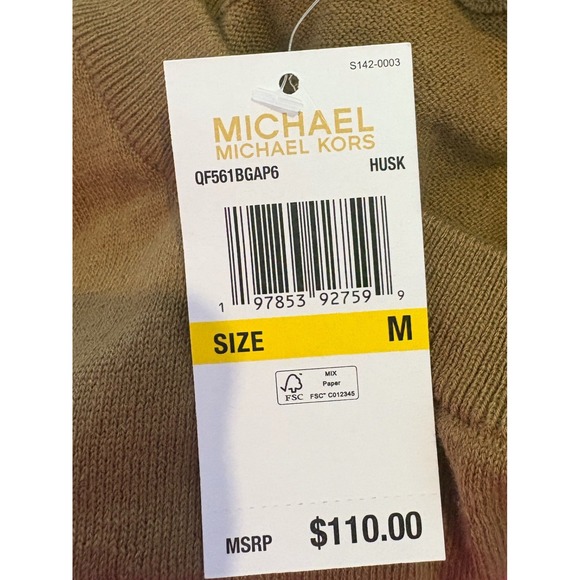 S142-0003
MICHAEL
MICHAEL KORS
QF561BGAP6 HUSK
1 97853 92759 9
SIZE M
FSC
MIX
Paper
FSC™ C012345
MSRP $110.00